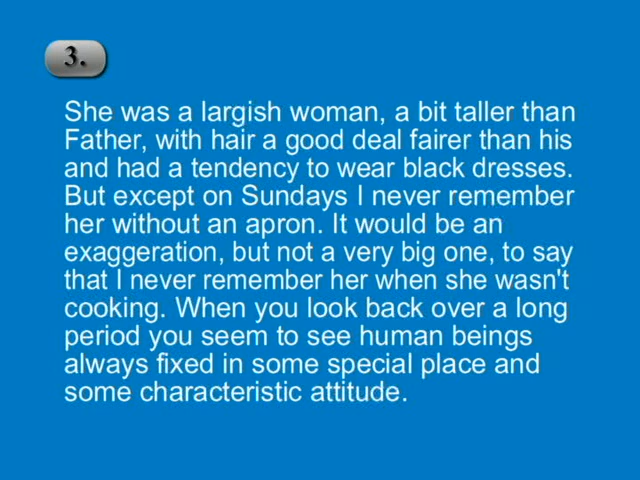 3.
She was a largish woman, a bit taller than
Father, with hair a good deal fairer than his
and had a tendency to wear black dresses.
But except on Sundays I never remember
her without an apron. It would be an
exaggeration, but not a very big one, to say
that I never remember her when she wasn't
cooking. When you look back over a long
period you seem to see human beings
always fixed in some special place and
some characteristic attitude.